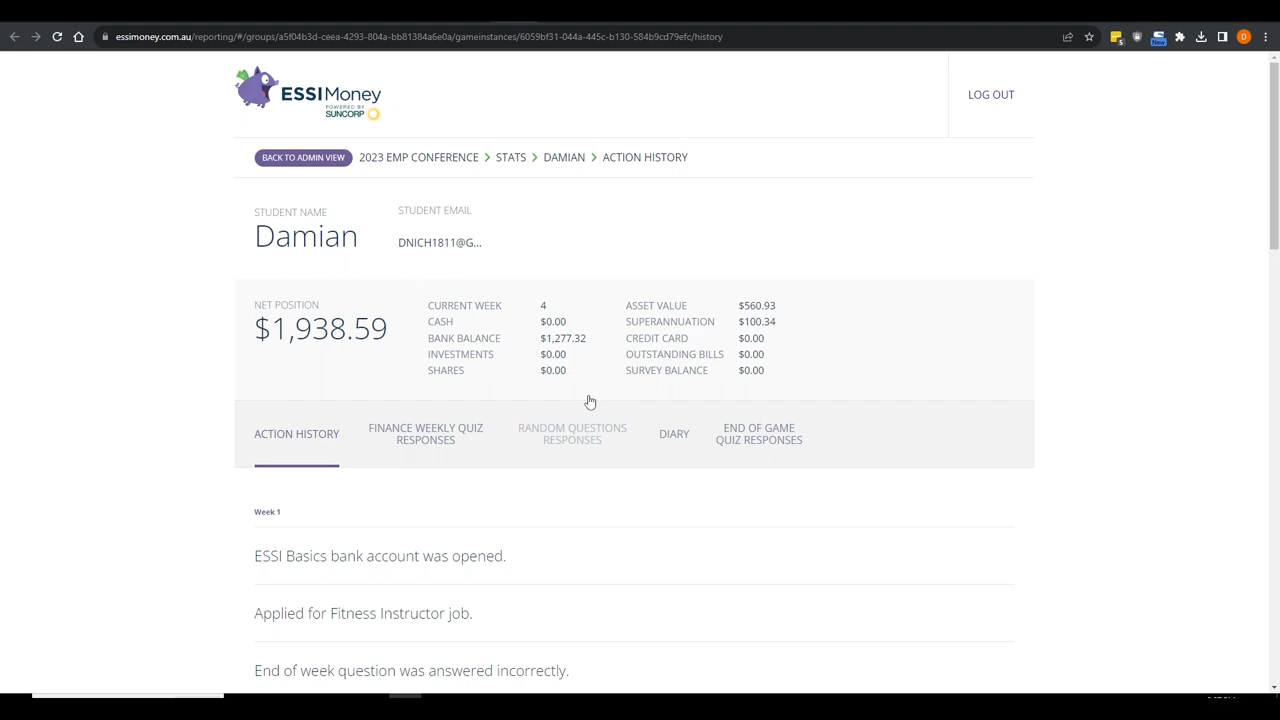 essimoney.com.au/reporting/#/groups/a5f04b3d-ceea-4293-804a-bb81384a6e0a/gameinstances/6059bf31-044a-445c-b130-584b9cd79efc/history
5
New
D
ESSI Money
POWERED BY
SUNCORP
LOG OUT
BACK TO ADMIN VIEW 2023 EMP CONFERENCE > STATS > DAMIAN > ACTION HISTORY
STUDENT NAME
Damian
STUDENT EMAIL
DNICH1811@G...
NET POSITION
$1,938.59
CURRENT WEEK 4
CASH $0.00
BANK BALANCE $1,277.32
INVESTMENTS $0.00
SHARES $0.00
ASSET VALUE $560.93
SUPERANNUATION $100.34
CREDIT CARD $0.00
OUTSTANDING BILLS $0.00
SURVEY BALANCE $0.00
ACTION HISTORY
FINANCE WEEKLY QUIZ
RESPONSES
RANDOM QUESTIONS
RESPONSES
DIARY
END OF GAME
QUIZ RESPONSES
Week 1
ESSI Basics bank account was opened.
Applied for Fitness Instructor job.
End of week question was answered incorrectly.